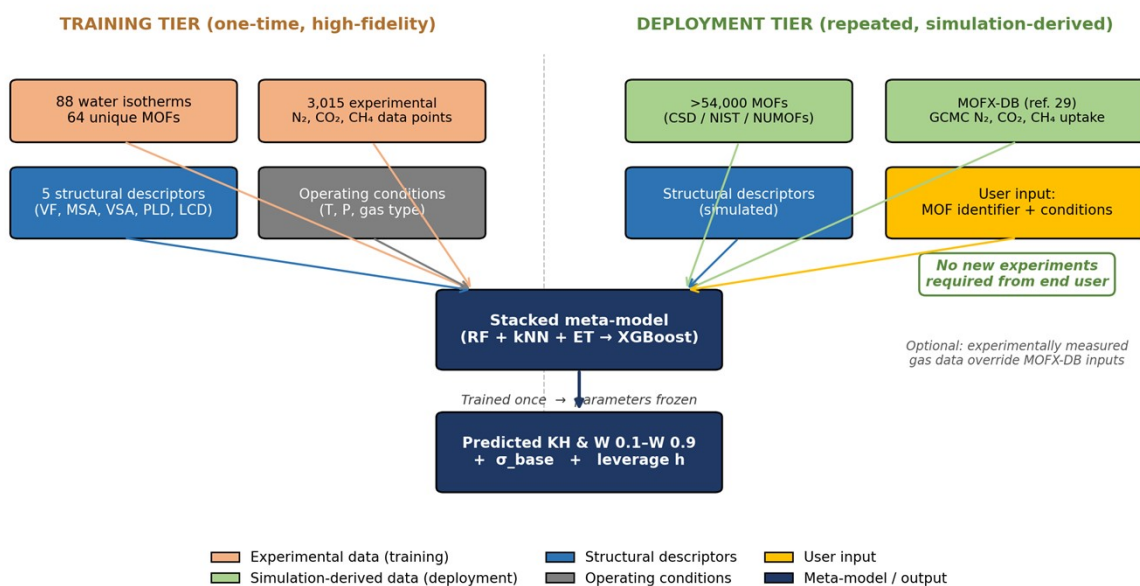 TRAINING TIER (one-time, high-fidelity)
DEPLOYMENT TIER (repeated, simulation-derived)
88 water isotherms
64 unique MOFs
3,015 experimental
N₂, CO₂, CH₄ data points
>54,000 MOFs
(CSD / NIST / NUMOFs)
MOFX-DB (ref. 29)
GCMC N₂, CO₂, CH₄ uptake
5 structural descriptors
(VF, MSA, VSA, PLD, LCD)
Operating conditions
(T, P, gas type)
Structural descriptors
(simulated)
User input:
MOF identifier + conditions
No new experiments
required from end user
Stacked meta-model
(RF + kNN + ET → XGBoost)
Optional: experimentally measured
gas data override MOFX-DB inputs
Trained once → parameters frozen
Predicted KH & W 0.1–W 0.9
+ σ_base + leverage h
Experimental data (training)
Structural descriptors
User input
Simulation-derived data (deployment)
Operating conditions
Meta-model / output